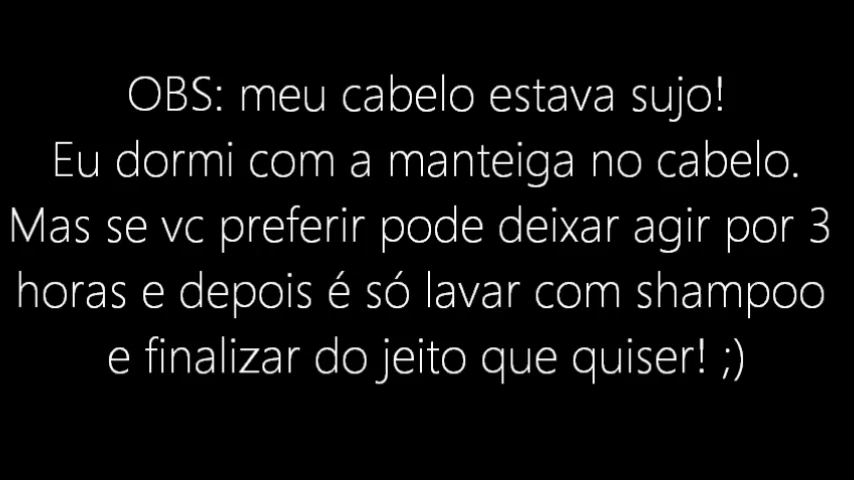 OBS: meu cabelo estava sujo!
Eu dormi com a manteiga no cabelo.
Mas se vc preferir pode deixar agir por 3
horas e depois é só lavar com shampoo
e finalizar do jeito que quiser! ;)